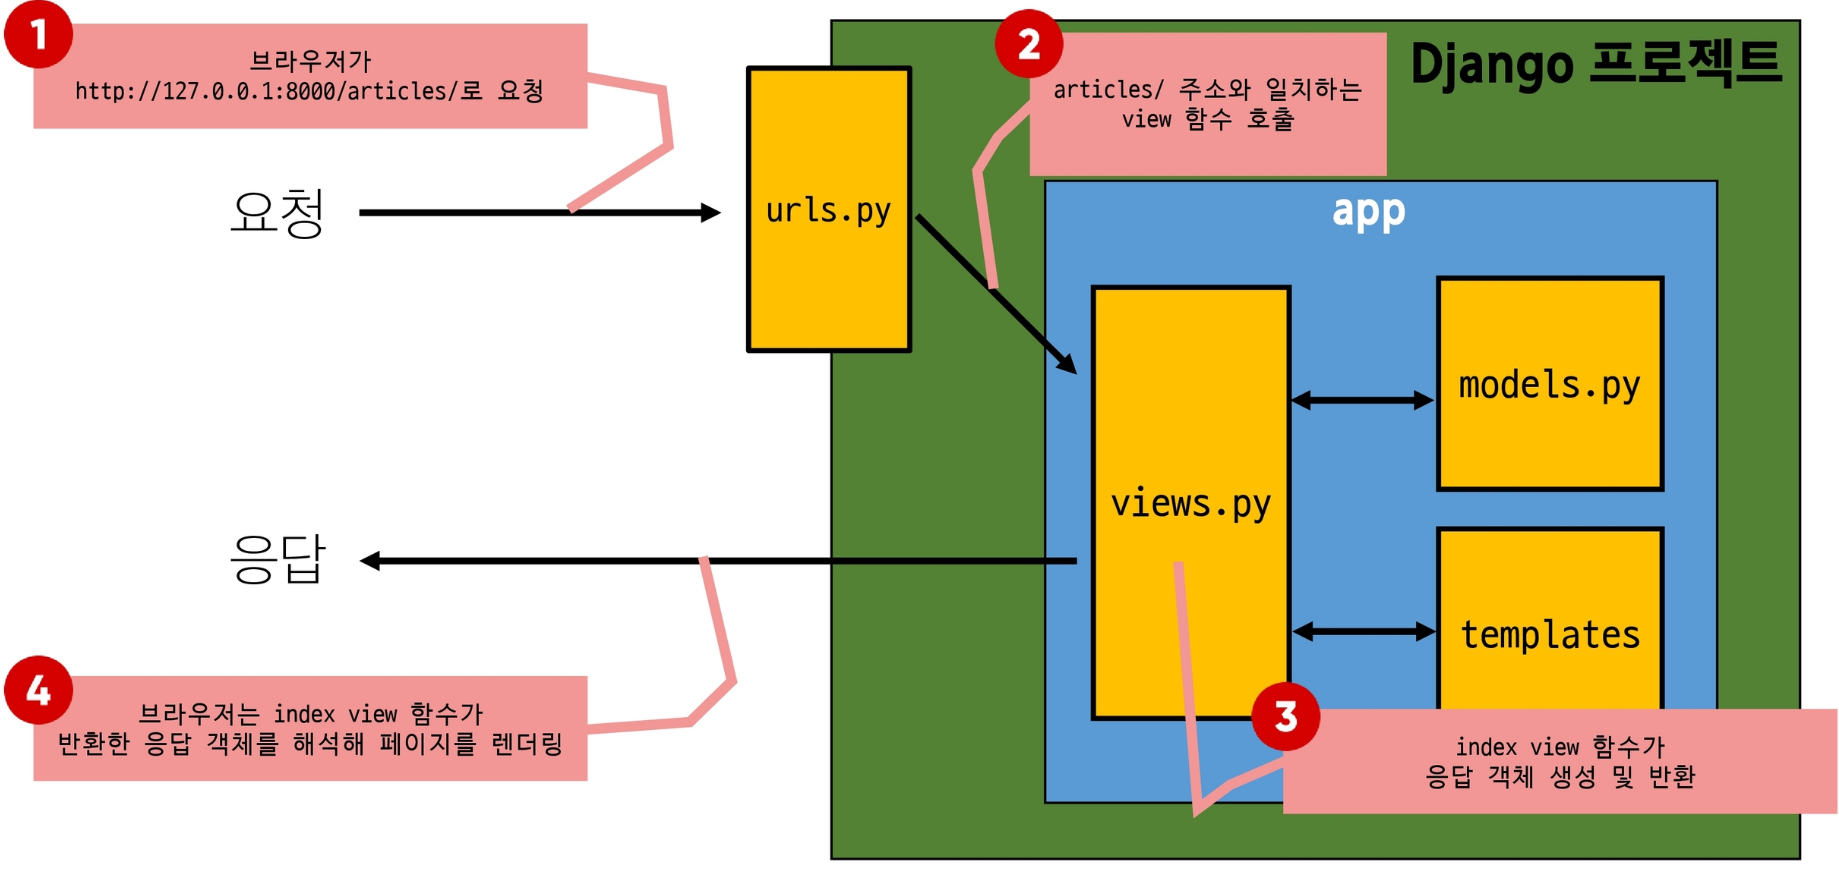 1
브라우저가
http://127.0.0.1:8000/articles/로 요청
2
articles/ 주소와 일치하는
view 함수 호출
Django 프로젝트
요청
urls.py
app
models.py
views.py
응답
templates
3
index view 함수가
응답 객체 생성 및 반환
4
브라우저는 index view 함수가
반환한 응답 객체를 해석해 페이지를 렌더링